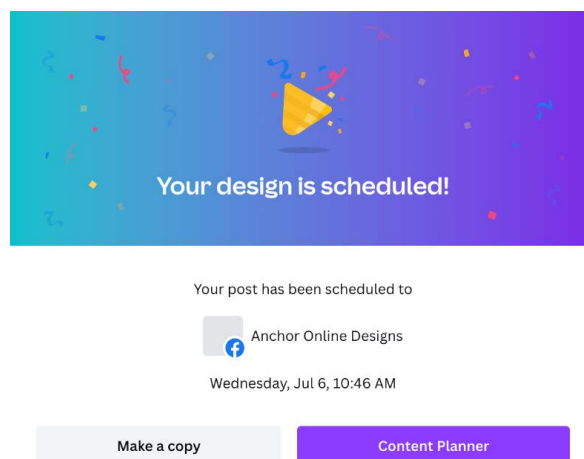 Your design is scheduled!
Your post has been scheduled to
Anchor Online Designs
Wednesday, Jul 6, 10:46 AM
Make a copy
Content Planner